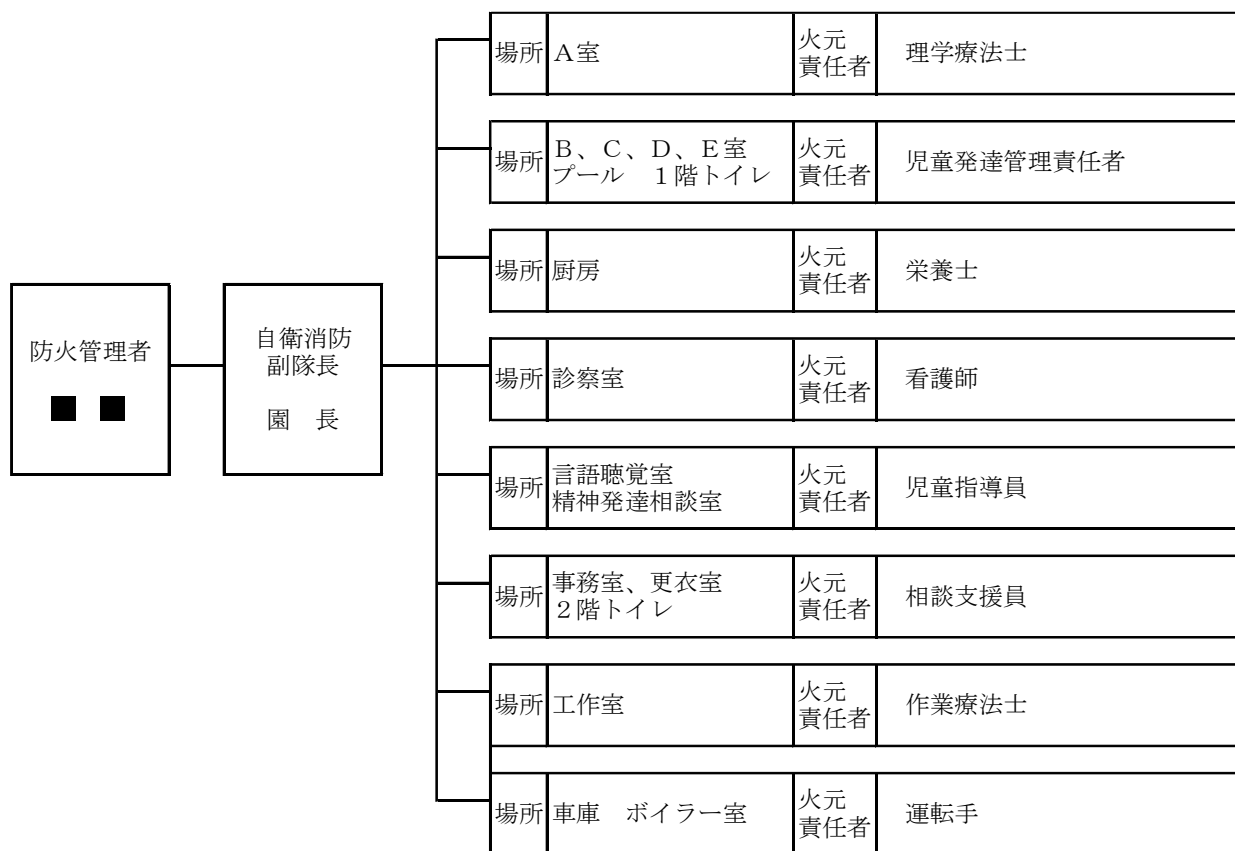 防火管理者
■ ■
自衛消防
副隊長
園 長
場所 A室 火元責任者 理学療法士
場所 B、C、D、E室
プール 1階トイレ 火元責任者 児童発達管理責任者
場所 厨房 火元責任者 栄養士
場所 診察室 火元責任者 看護師
場所 言語聴覚室
精神発達相談室 火元責任者 児童指導員
場所 事務室、更衣室
2階トイレ 火元責任者 相談支援員
場所 工作室 火元責任者 作業療法士
場所 車庫 ボイラー室 火元責任者 運転手